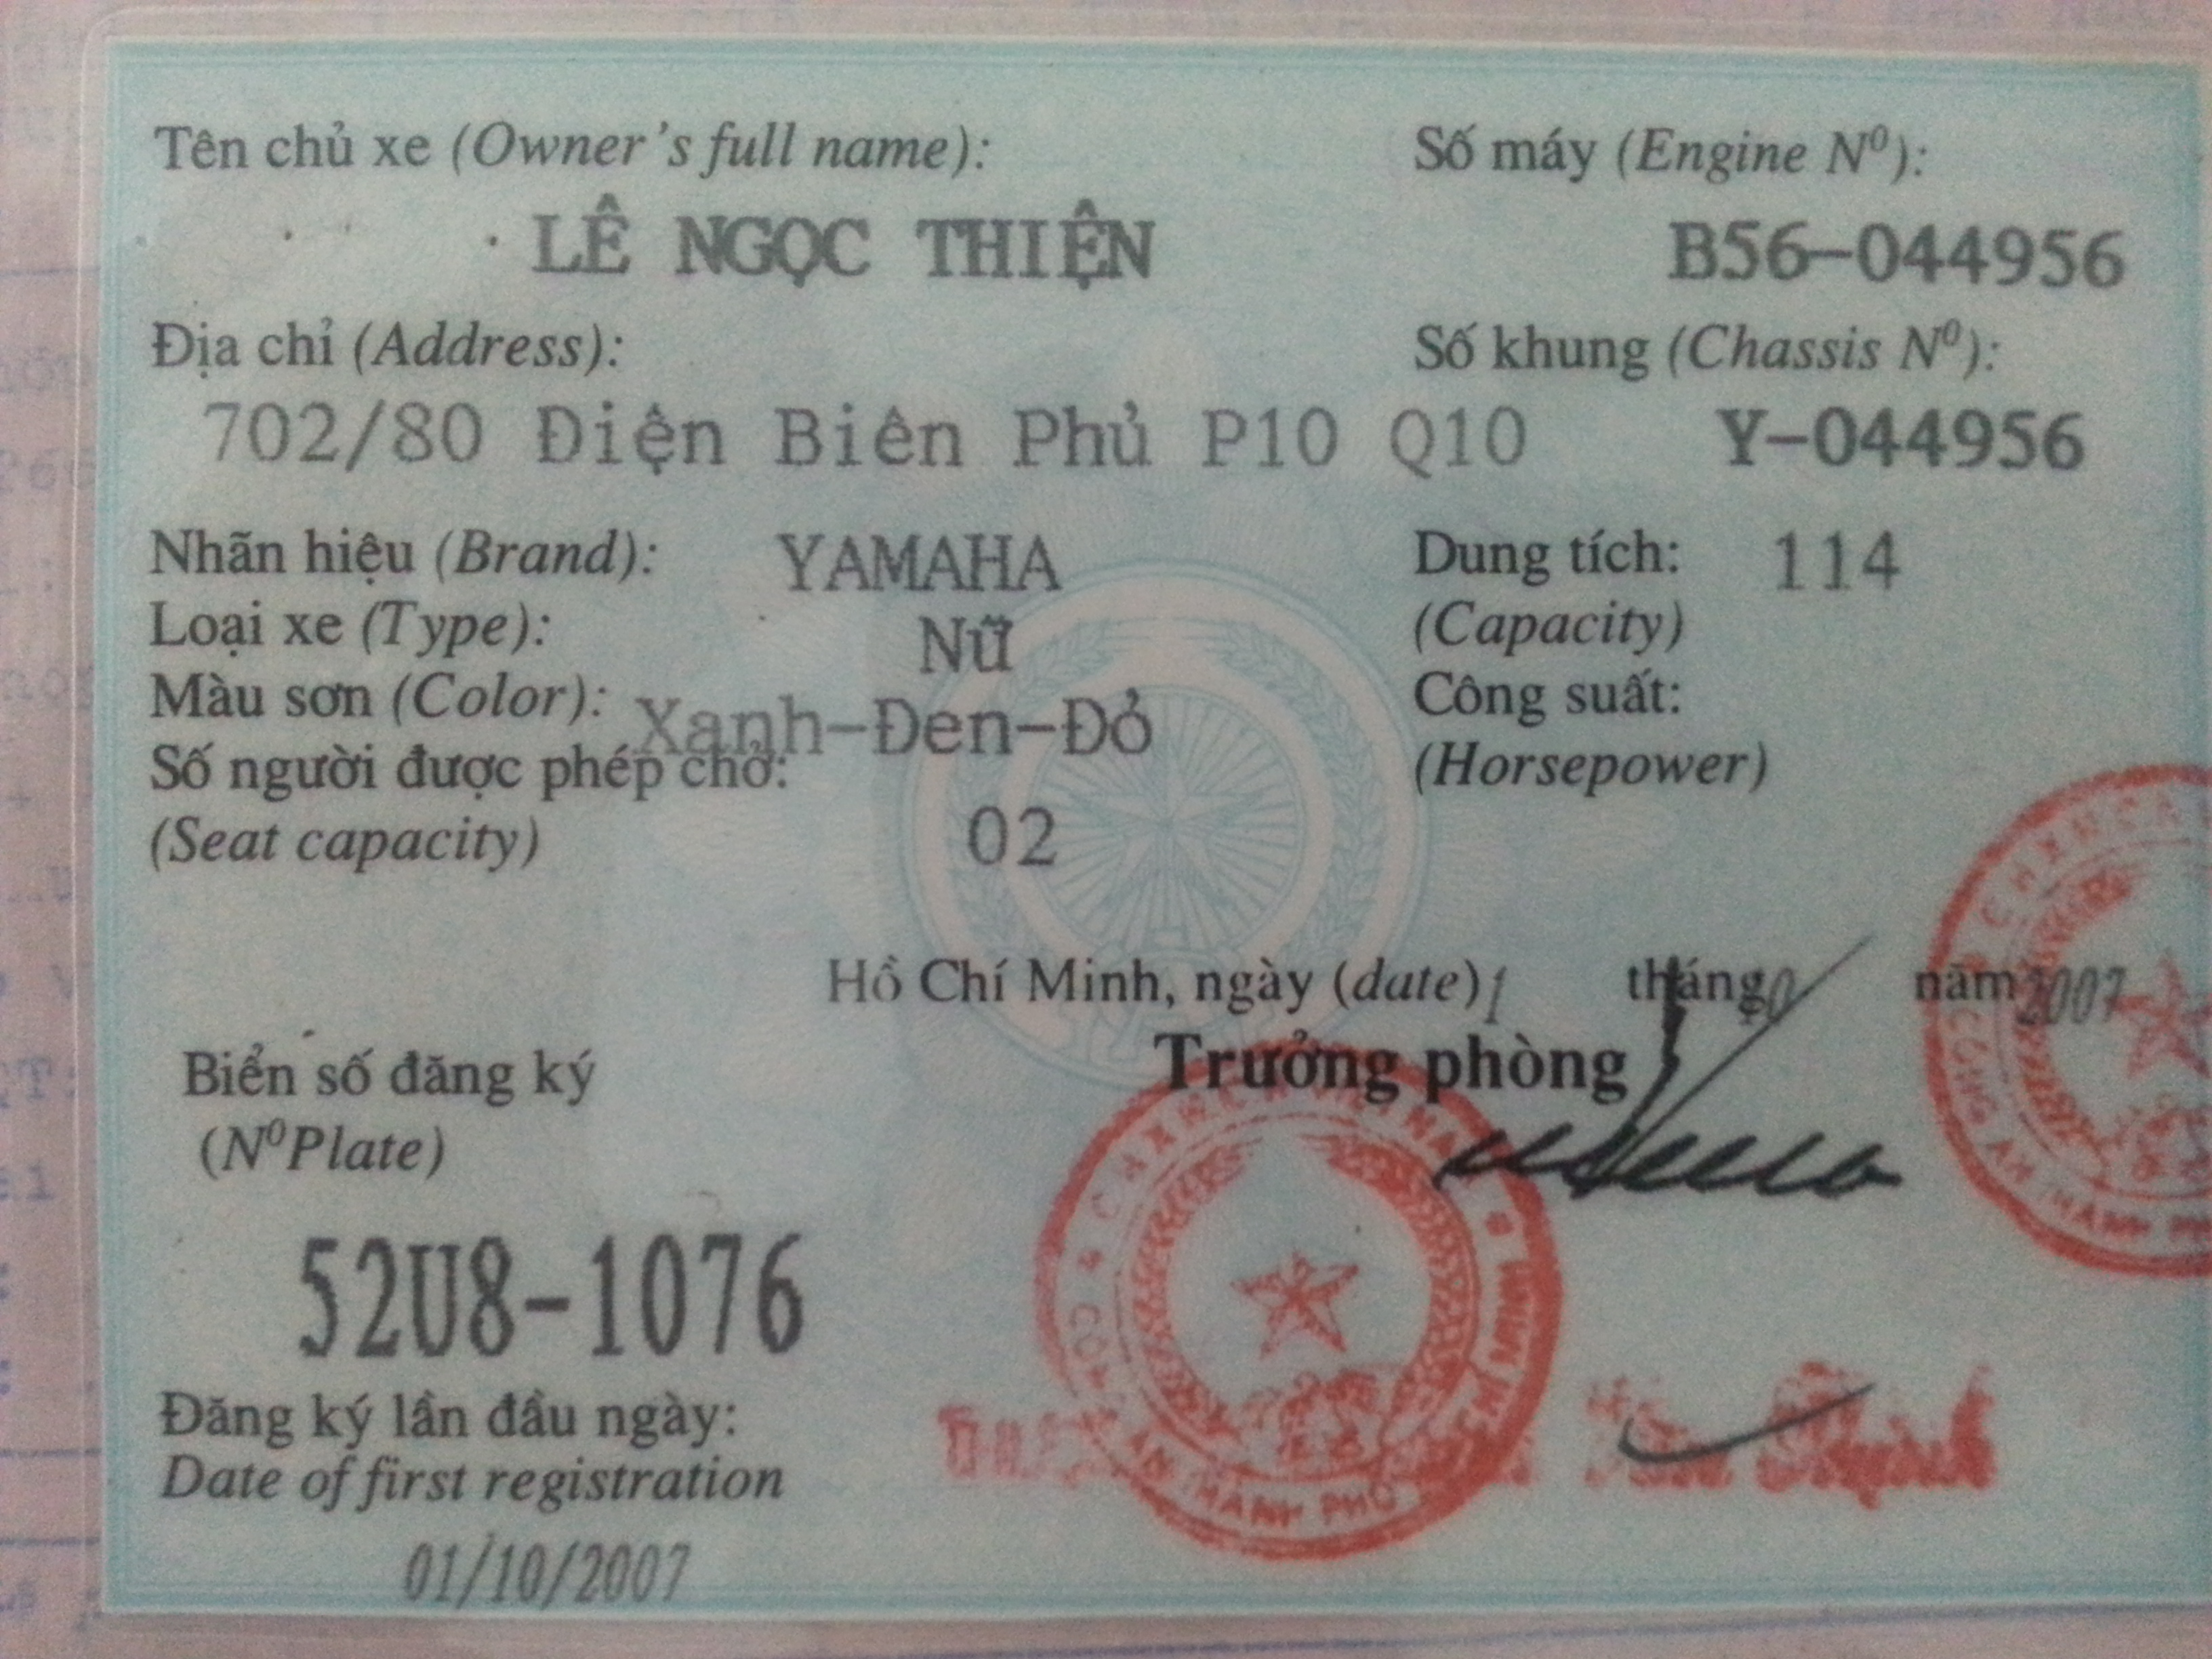 Tên chủ xe (Owner's full name):
LÊ NGỌC THIỆN
Số máy (Engine Nº):
B56-044956
Địa chỉ (Address):
702/80 Điện Biên Phủ P10 Q10
Số khung (Chassis Nº):
Y-044956
Nhãn hiệu (Brand): YAMAHA
Loại xe (Type): Nữ
Màu sơn (Color): Xanh-Đen-Đỏ
Số người được phép chở:
(Seat capacity) 02
Dung tích: 114
(Capacity)
Công suất:
(Horsepower)
Hồ Chí Minh, ngày (date) 1 tháng 10 năm 2007
Trưởng phòng
Biển số đăng ký
(Nº Plate)
52U8-1076
Đăng ký lần đầu ngày:
Date of first registration
01/10/2007